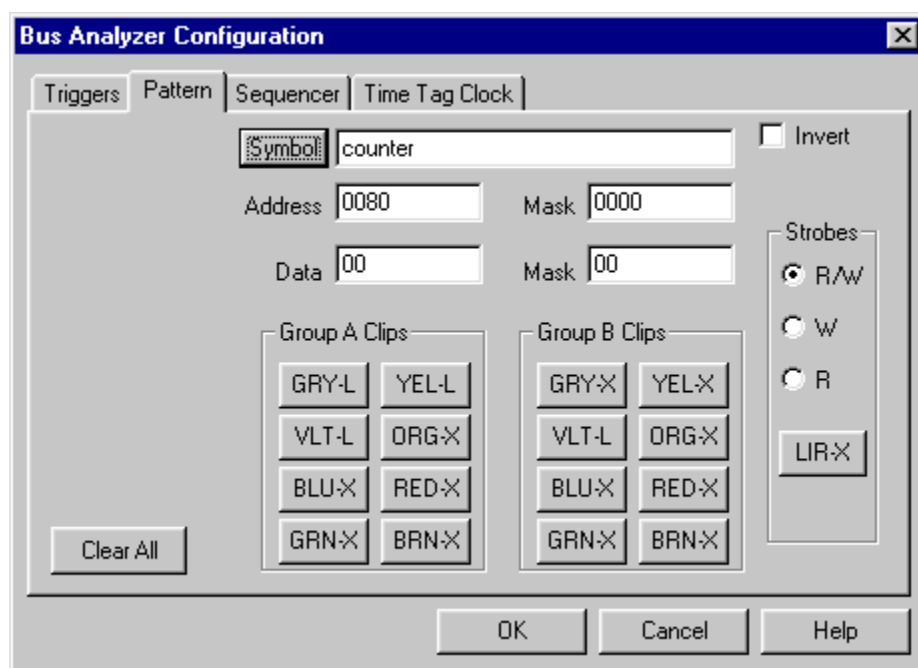 Bus Analyzer Configuration
Triggers Pattern Sequencer Time Tag Clock
Symbol counter Invert
Address 0080 Mask 0000
Strobes
Data 00 Mask 00 R/W
Group A Clips Group B Clips W
GRY-L YEL-L GRY-X YEL-X R
VLT-L ORG-X VLT-L ORG-X LIR-X
BLU-X RED-X BLU-X RED-X
GRN-X BRN-X GRN-X BRN-X
Clear All
OK Cancel Help